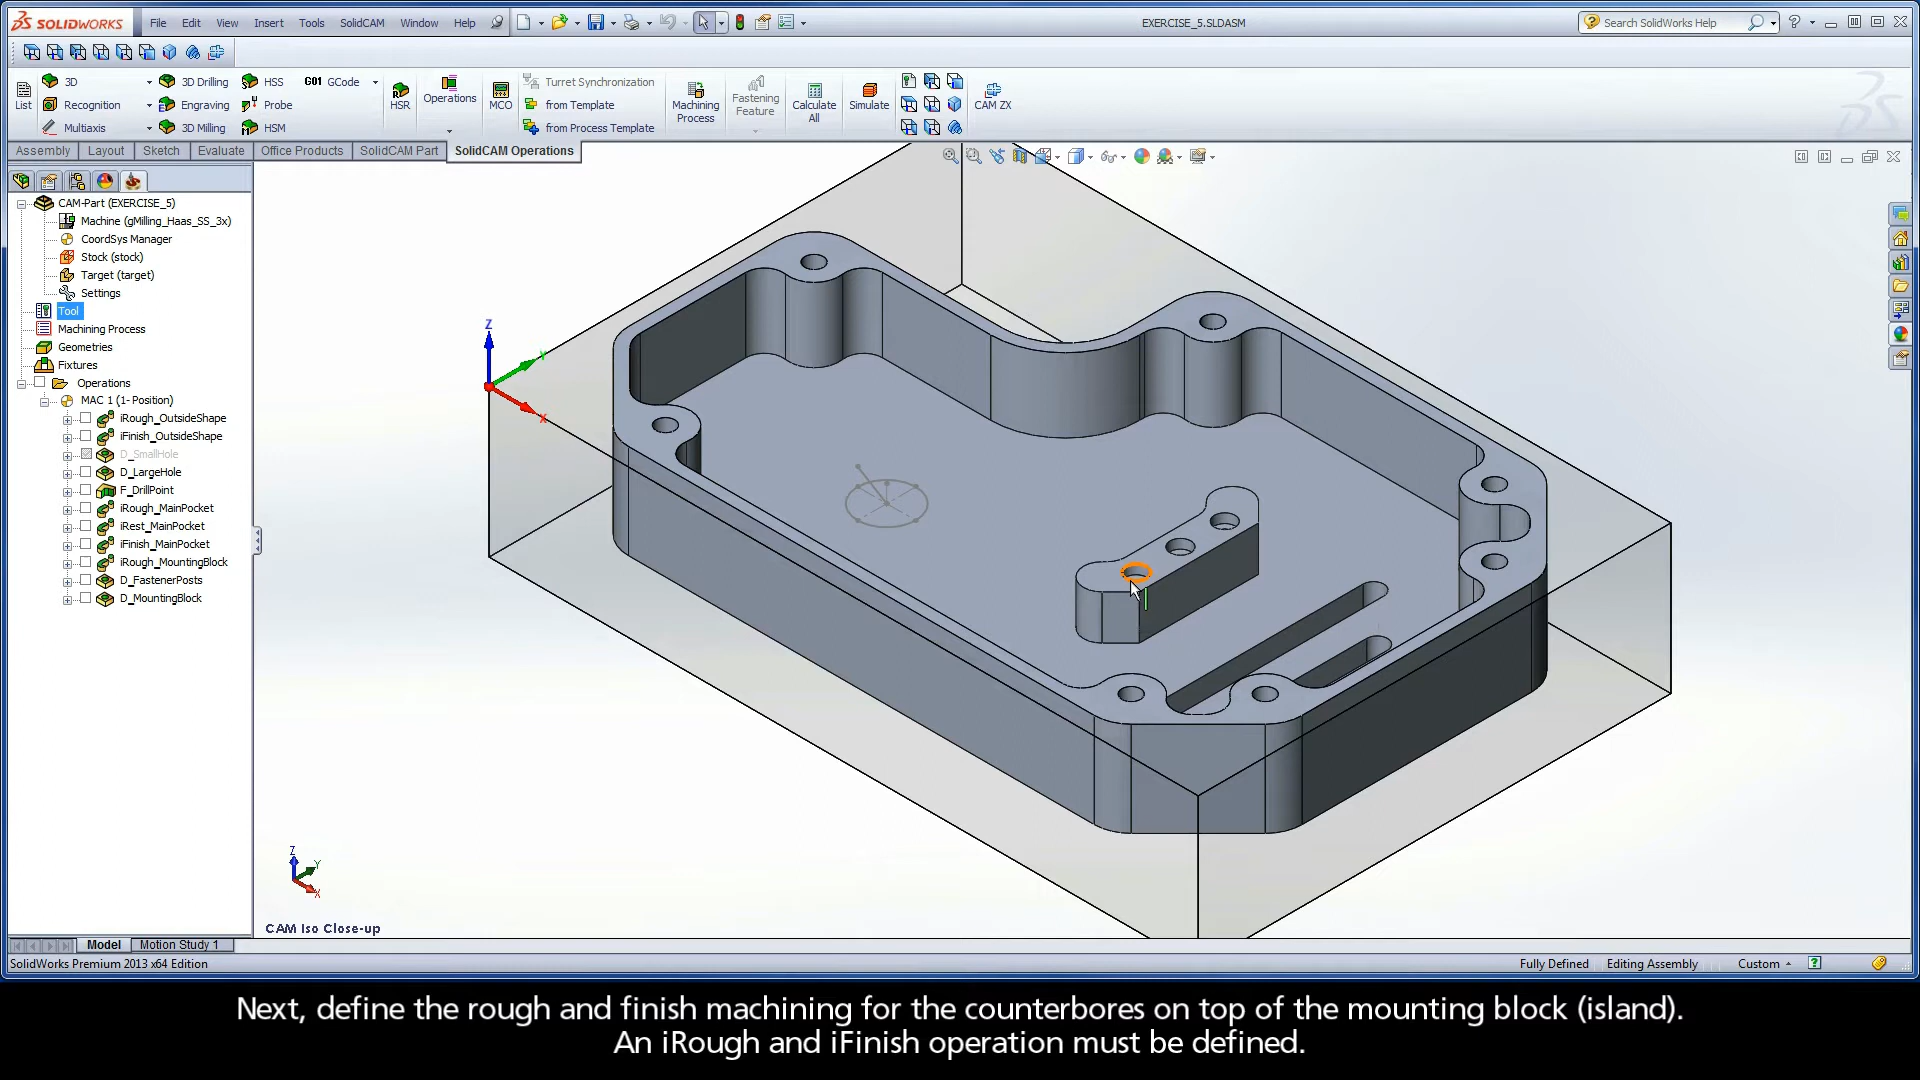 SOLIDWORKS File Edit View Insert Tools SolidCAM Window Help EXERCISE_5.SLDASM Search SolidWorks Help
3D 3D Drilling HSS G01 GCode Turret Synchronization
List Recognition Engraving Probe HSR Operations MCO from Template Machining Process Fastening Feature Calculate All Simulate CAM ZX
Multiaxis 3D Milling HSM from Process Template
Assembly Layout Sketch Evaluate Office Products SolidCAM Part SolidCAM Operations
CAM-Part (EXERCISE_5)
Machine (gMilling_Haas_SS_3x)
CoordSys Manager
Stock (stock)
Target (target)
Settings
Tool
Machining Process
Geometries
Fixtures
Operations
MAC 1 (1- Position)
iRough_OutsideShape
iFinish_OutsideShape
D_SmallHole
D_LargeHole
F_DrillPoint
iRough_MainPocket
iRest_MainPocket
iFinish_MainPocket
iRough_MountingBlock
D_FastenerPosts
D_MountingBlock
Z
Y
X
Z
Y
X
CAM Iso Close-up
Model Motion Study 1
SolidWorks Premium 2013 x64 Edition Fully Defined Editing Assembly Custom
Next, define the rough and finish machining for the counterbores on top of the mounting block (island).
An iRough and iFinish operation must be defined.